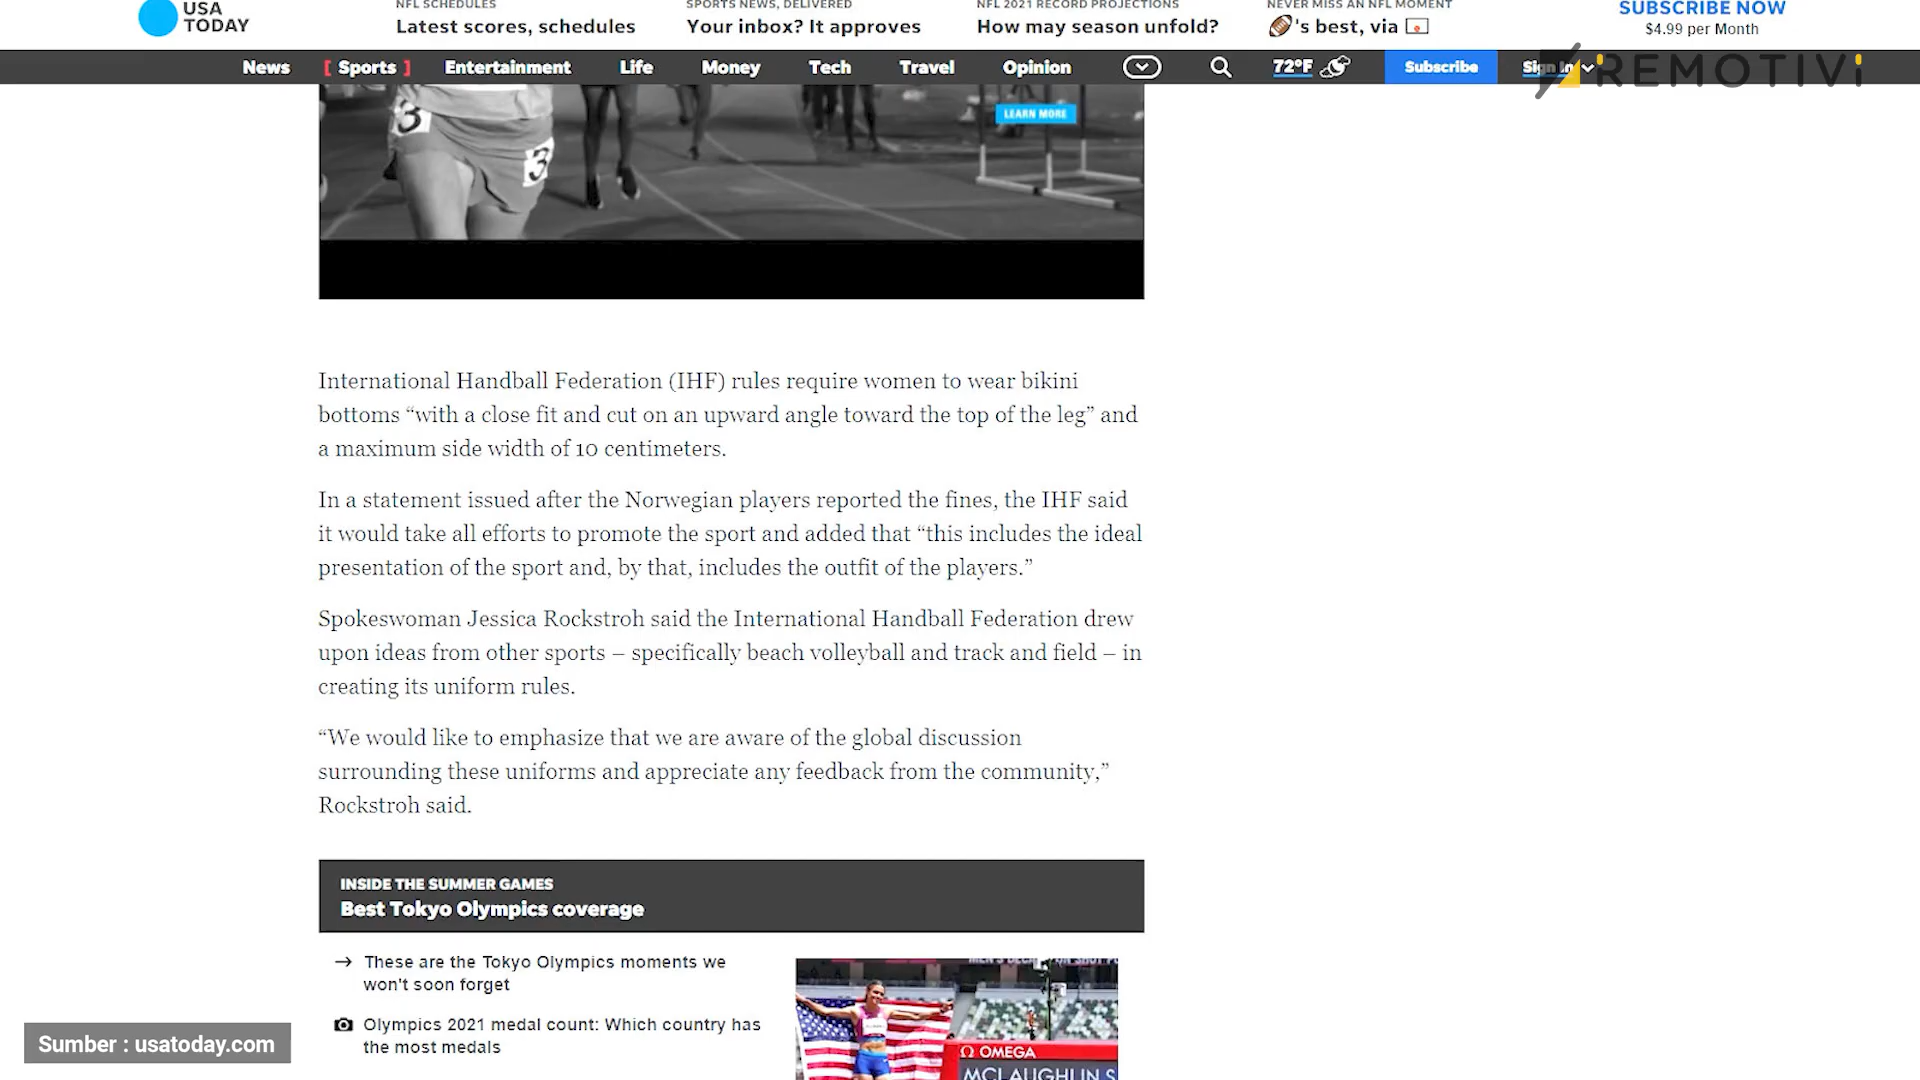 USA
TODAY
NFL SCHEDULES
Latest scores, schedules
SPORTS NEWS, DELIVERED
Your inbox? It approves
NFL 2021 RECORD PROJECTIONS
How may season unfold?
NEVER MISS AN NFL MOMENT
🏈's best, via 💌
SUBSCRIBE NOW
$4.99 per Month
News [ Sports ] Entertainment Life Money Tech Travel Opinion 72°F Subscribe Sign In
REMOTIVI
3
3
LEARN MORE
International Handball Federation (IHF) rules require women to wear bikini
bottoms “with a close fit and cut on an upward angle toward the top of the leg” and
a maximum side width of 10 centimeters.
In a statement issued after the Norwegian players reported the fines, the IHF said
it would take all efforts to promote the sport and added that “this includes the ideal
presentation of the sport and, by that, includes the outfit of the players.”
Spokeswoman Jessica Rockstroh said the International Handball Federation drew
upon ideas from other sports – specifically beach volleyball and track and field – in
creating its uniform rules.
“We would like to emphasize that we are aware of the global discussion
surrounding these uniforms and appreciate any feedback from the community,”
Rockstroh said.
INSIDE THE SUMMER GAMES
Best Tokyo Olympics coverage
→ These are the Tokyo Olympics moments we
won't soon forget
Olympics 2021 medal count: Which country has
the most medals
Ω OMEGA
MCLAUGHLIN S
Sumber : usatoday.com